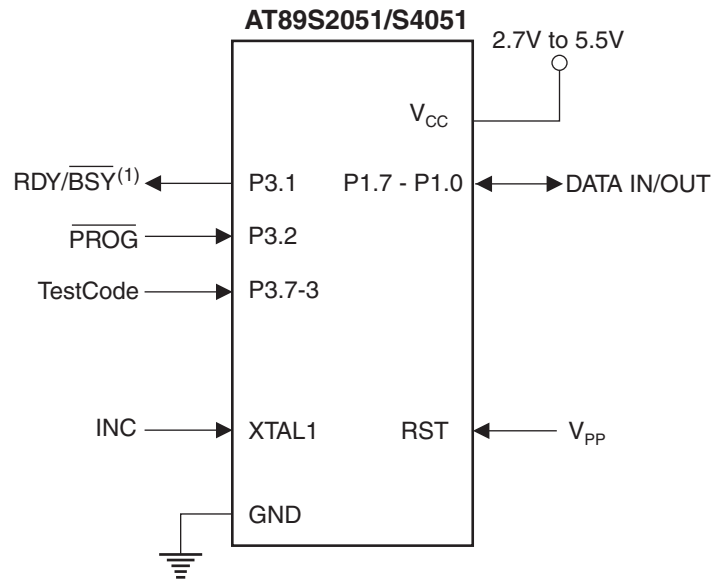 AT89S2051/S4051
2.7V to 5.5V
VCC
RDY/BSY(1)
P3.1
P1.7 - P1.0
DATA IN/OUT
PROG
P3.2
TestCode
P3.7-3
INC
XTAL1
RST
VPP
GND